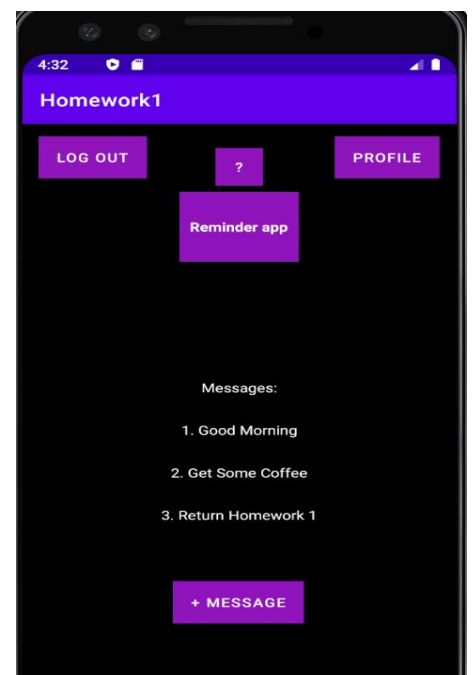 4:32
Homework1
LOG OUT
?
PROFILE
Reminder app
Messages:
1. Good Morning
2. Get Some Coffee
3. Return Homework 1
+ MESSAGE